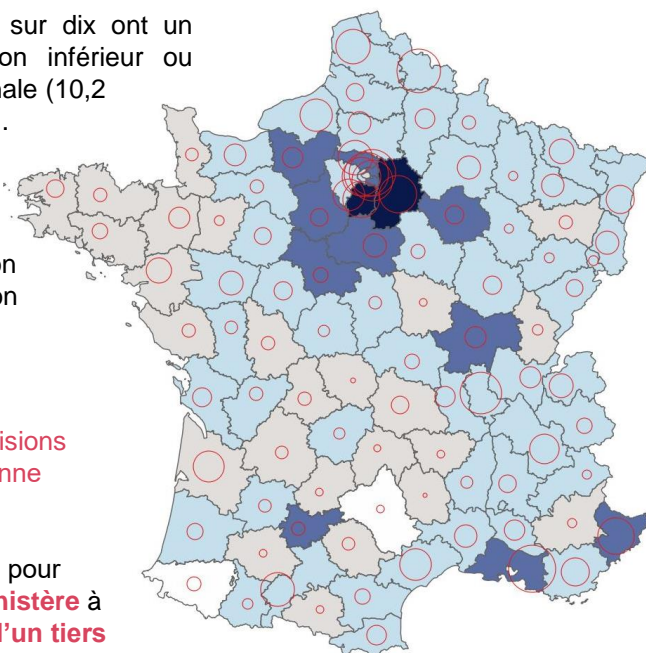 sur dix ont un
on inférieur ou
nale (10,2
.
on
on
isions
nne
pour
nistère à
l'un tiers